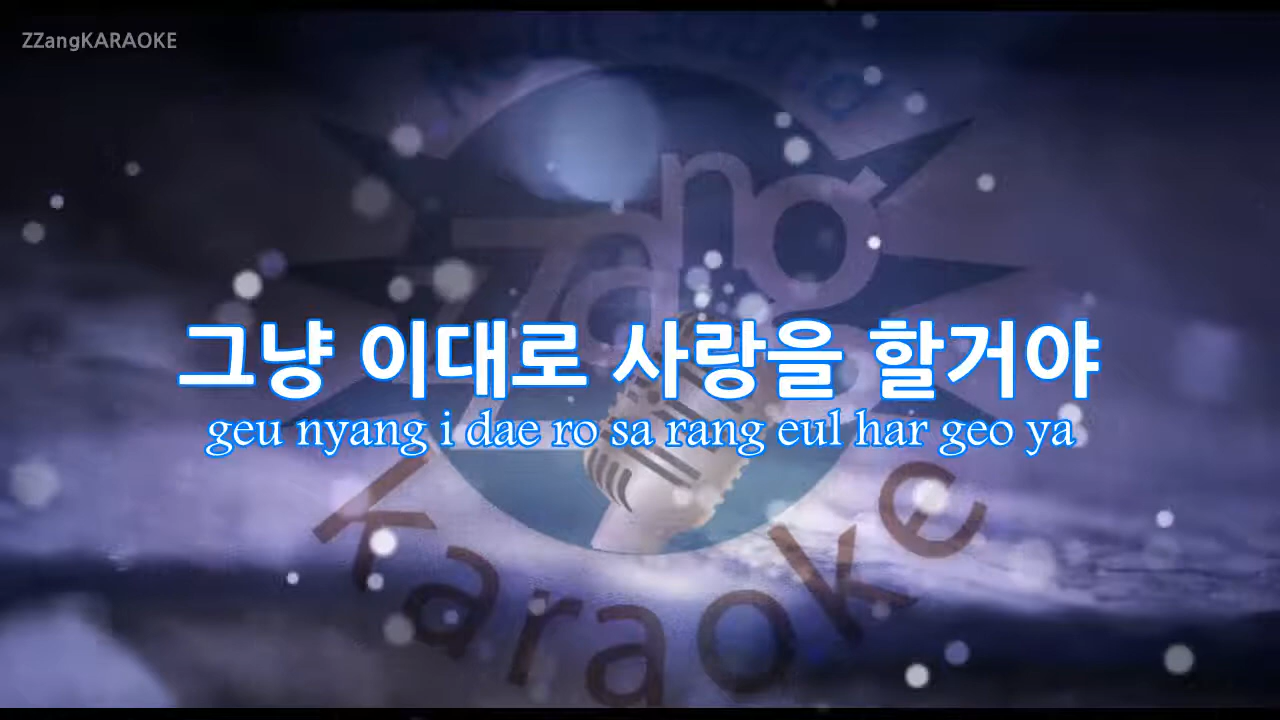 ZZangKARAOKE
Zang
그냥 이대로 사랑을 할거야
geu nyang i dae ro sa rang eul har geo ya
Karaoke